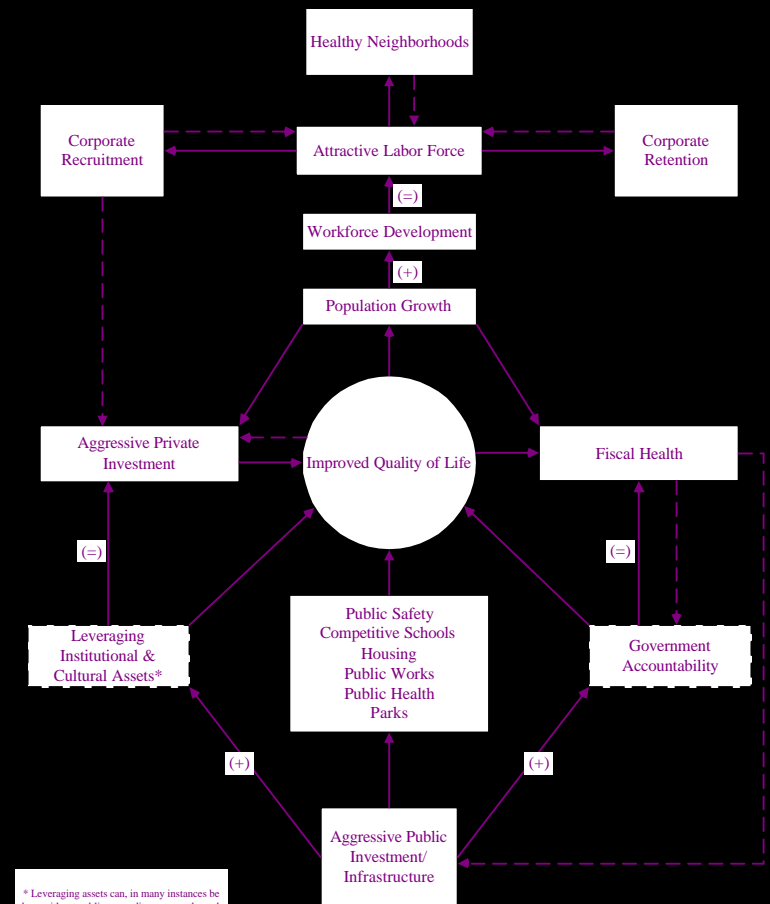 Healthy Neighborhoods
Corporate
Recruitment
Attractive Labor Force
Corporate
Retention
(=)
Workforce Development
(+)
Population Growth
Aggressive Private
Investment
Improved Quality of Life
Fiscal Health
(=)
(=)
Leveraging
Institutional &
Cultural Assets*
Public Safety
Competitive Schools
Housing
Public Works
Public Health
Parks
Government
Accountability
(+)
(+)
Aggressive Public
Investment/
Infrastructure
* Leveraging assets can, in many instances be